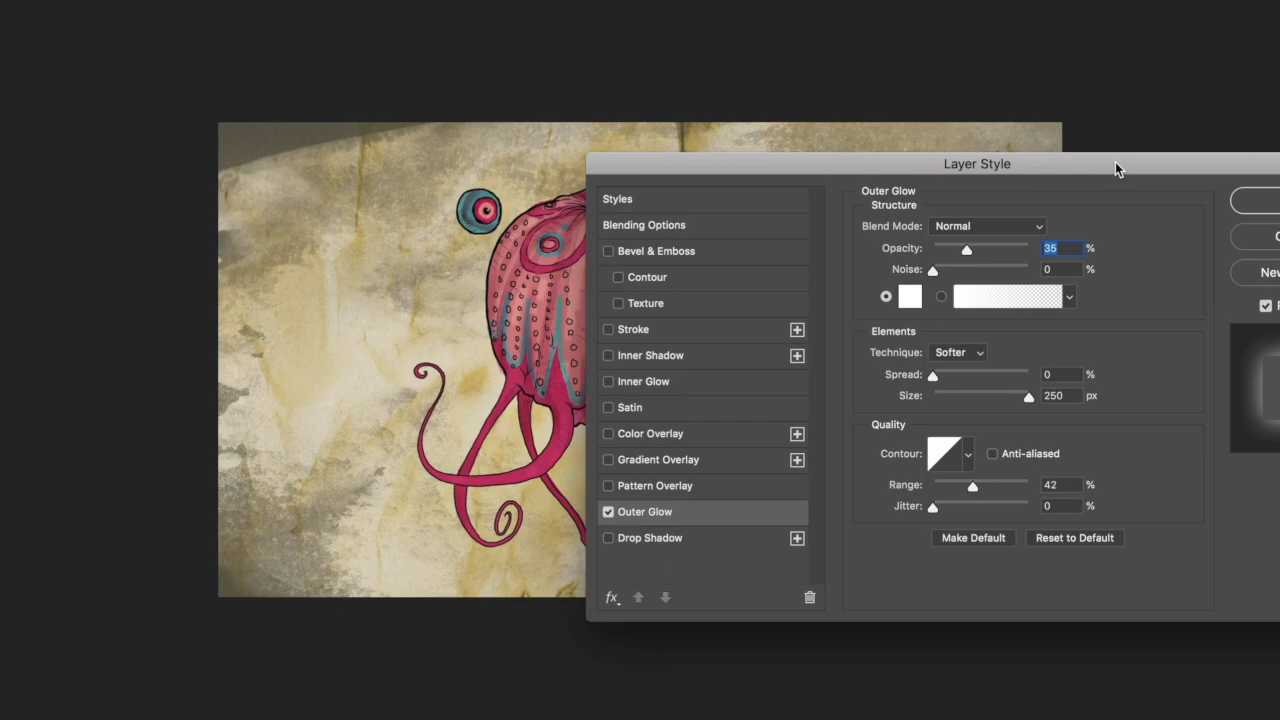 Layer Style
Styles
Blending Options
Bevel & Emboss
Contour
Texture
Stroke
Inner Shadow
Inner Glow
Satin
Color Overlay
Gradient Overlay
Pattern Overlay
Outer Glow
Drop Shadow
fx
Outer Glow
Structure
Blend Mode: Normal
Opacity: 35 %
Noise: 0 %
Elements
Technique: Softer
Spread: 0 %
Size: 250 px
Quality
Contour: Anti-aliased
Range: 42 %
Jitter: 0 %
Make Default Reset to Default
New